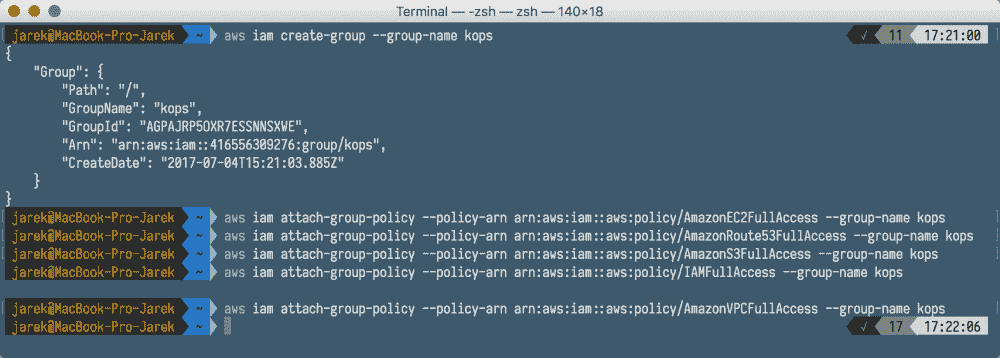 Terminal — -zsh — zsh — 140×18
jarek@MacBook-Pro-Jarek ~ aws iam create-group --group-name kops √ 11 17:21:00
{
"Group": {
"Path": "/",
"GroupName": "kops",
"GroupId": "AGPAJRP5OXR7ESSNNSXWE",
"Arn": "arn:aws:iam::416556309276:group/kops",
"CreateDate": "2017-07-04T15:21:03.885Z"
}
}
jarek@MacBook-Pro-Jarek ~ aws iam attach-group-policy --policy-arn arn:aws:iam::aws:policy/AmazonEC2FullAccess --group-name kops
jarek@MacBook-Pro-Jarek ~ aws iam attach-group-policy --policy-arn arn:aws:iam::aws:policy/AmazonRoute53FullAccess --group-name kops
jarek@MacBook-Pro-Jarek ~ aws iam attach-group-policy --policy-arn arn:aws:iam::aws:policy/AmazonS3FullAccess --group-name kops
jarek@MacBook-Pro-Jarek ~ aws iam attach-group-policy --policy-arn arn:aws:iam::aws:policy/IAMFullAccess --group-name kops
jarek@MacBook-Pro-Jarek ~ aws iam attach-group-policy --policy-arn arn:aws:iam::aws:policy/AmazonVPCFullAccess --group-name kops
jarek@MacBook-Pro-Jarek ~ √ 17 17:22:06